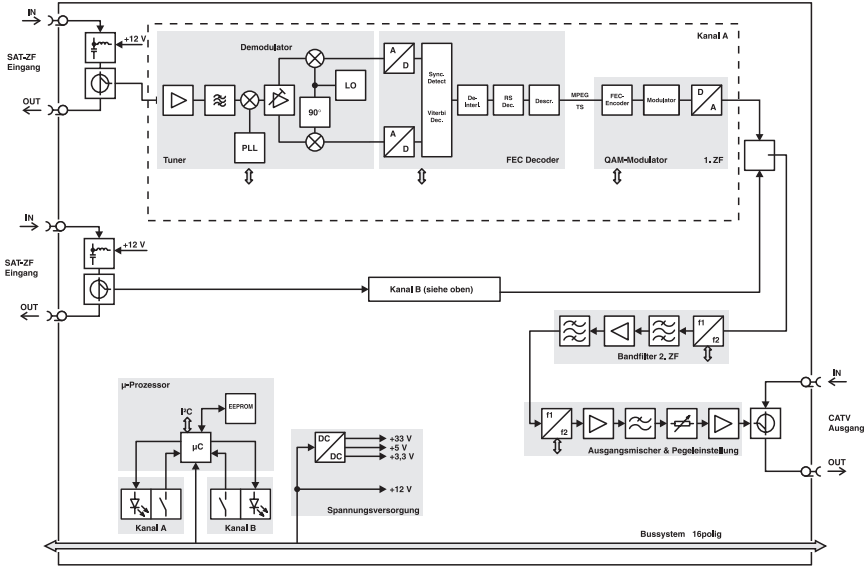 IN
SAT-ZF
Eingang
OUT
+12 V
Kanal A
Demodulator
LO
90°
PLL
Tuner
A
D
A
D
Sync.
Detect
Viterbi
Dec.
De-
Interl.
RS
Dec.
Descr.
FEC Decoder
MPEG
TS
FEC-
Encoder
Modulator
D
A
QAM-Modulator
1. ZF
IN
SAT-ZF
Eingang
OUT
+12 V
Kanal B (siehe oben)
f1
f2
Bandfilter 2. ZF
f1
f2
Ausgangsmischer & Pegeleinstellung
IN
CATV
Ausgang
OUT
µ-Prozessor
I²C
EEPROM
µC
Kanal A
Kanal B
DC
DC
+33 V
+5 V
+3,3 V
+12 V
Spannungsversorgung
Bussystem 16polig